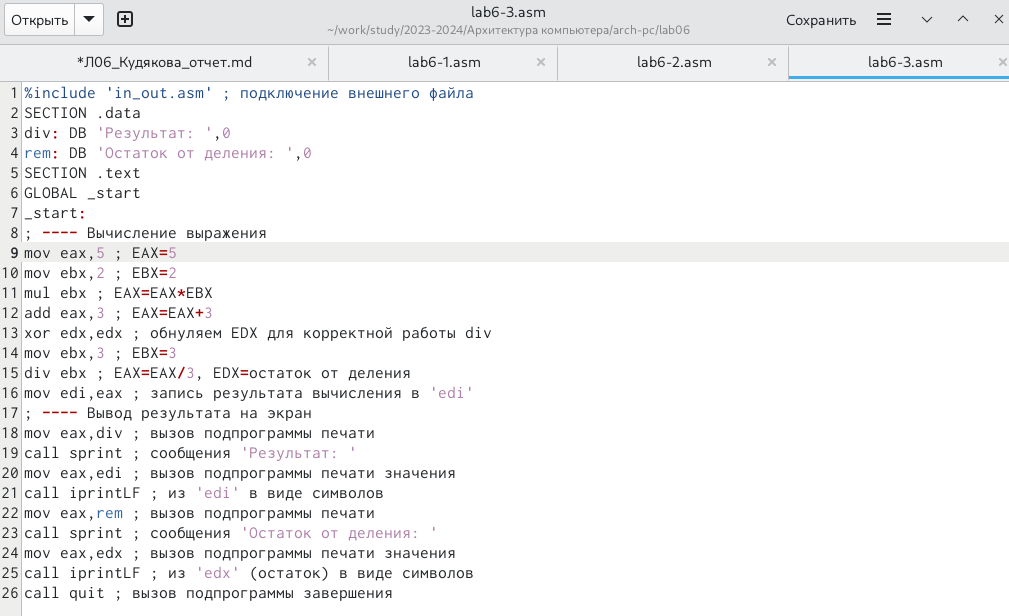 Открыть
lab6-3.asm
~/work/study/2023-2024/Архитектура компьютера/arch-pc/lab06
Сохранить
*Л06_Кудякова_отчет.md
lab6-1.asm
lab6-2.asm
lab6-3.asm
1 %include 'in_out.asm' ; подключение внешнего файла
2 SECTION .data
3 div: DB 'Результат: ',0
4 rem: DB 'Остаток от деления: ',0
5 SECTION .text
6 GLOBAL _start
7 _start:
8 ; ---- Вычисление выражения
9 mov eax,5 ; EAX=5
10 mov ebx,2 ; EBX=2
11 mul ebx ; EAX=EAX*EBX
12 add eax,3 ; EAX=EAX+3
13 xor edx,edx ; обнуляем EDX для корректной работы div
14 mov ebx,3 ; EBX=3
15 div ebx ; EAX=EAX/3, EDX=остаток от деления
16 mov edi,eax ; запись результата вычисления в 'edi'
17 ; ---- Вывод результата на экран
18 mov eax,div ; вызов подпрограммы печати
19 call sprint ; сообщения 'Результат: '
20 mov eax,edi ; вызов подпрограммы печати значения
21 call iprintLF ; из 'edi' в виде символов
22 mov eax,rem ; вызов подпрограммы печати
23 call sprint ; сообщения 'Остаток от деления: '
24 mov eax,edx ; вызов подпрограммы печати значения
25 call iprintLF ; из 'edx' (остаток) в виде символов
26 call quit ; вызов подпрограммы завершения